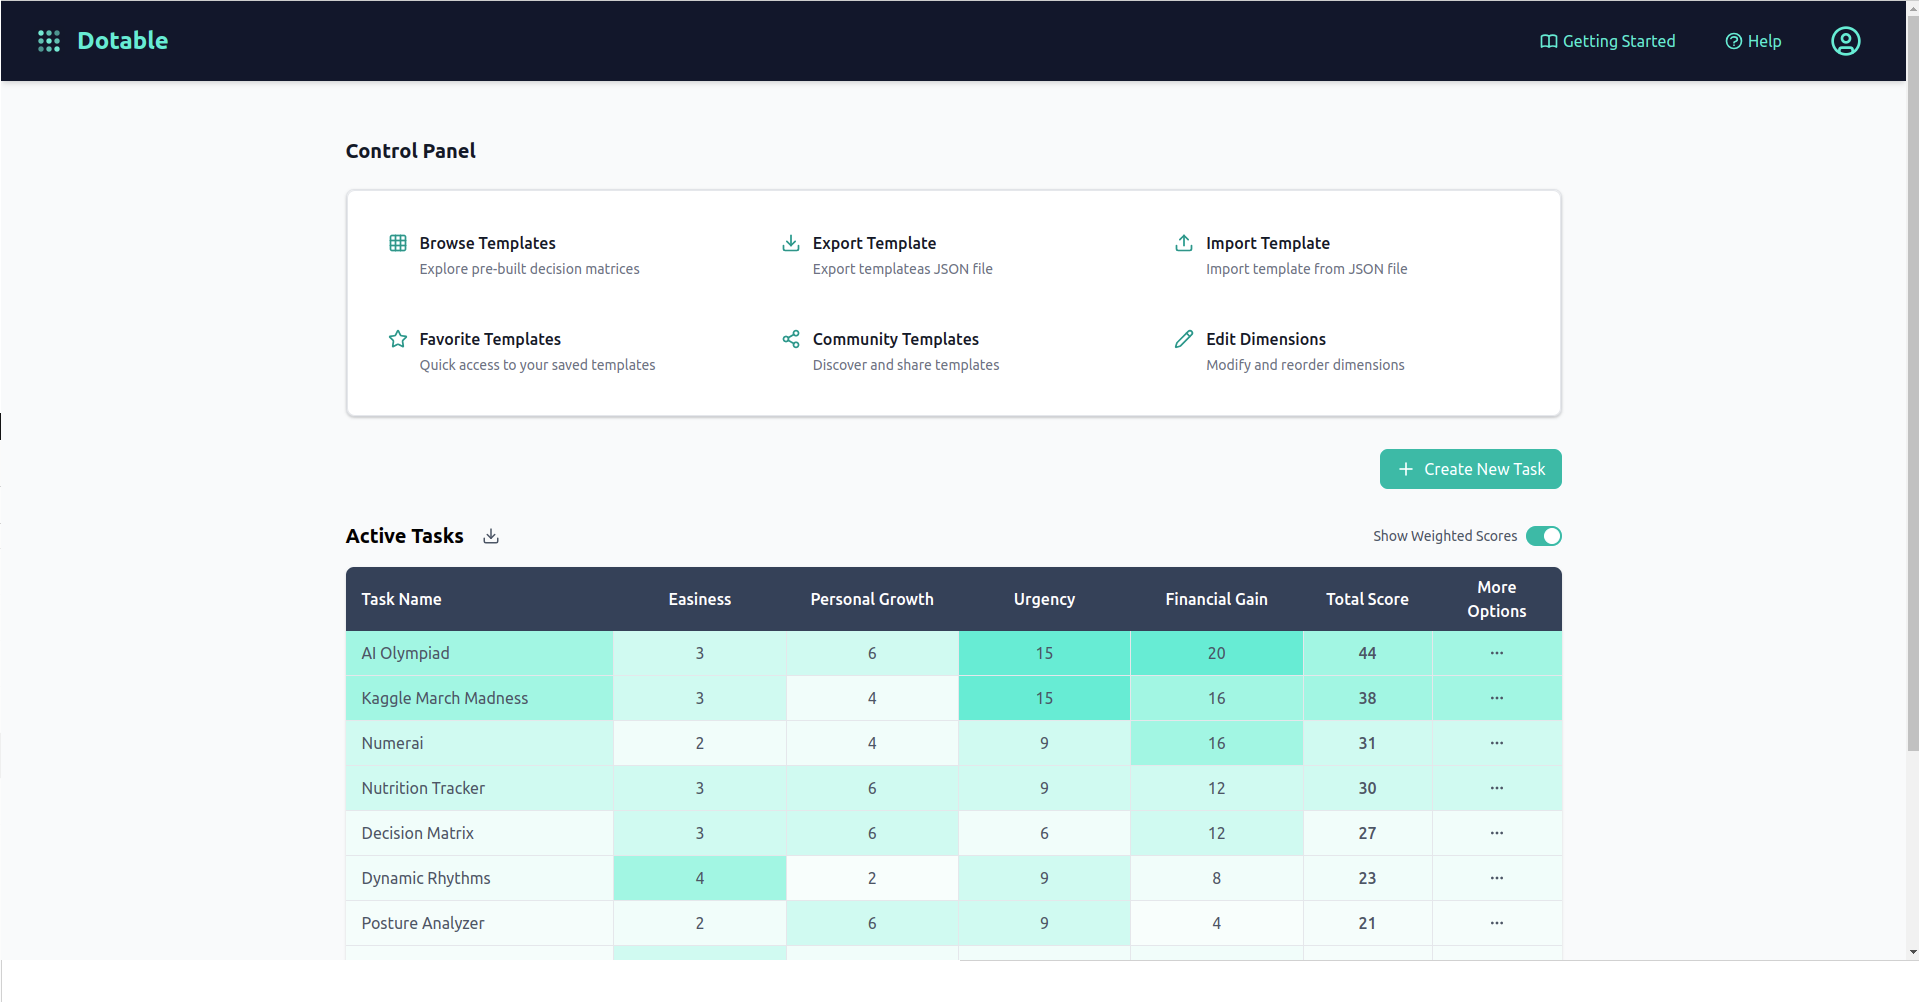 Dotable
Getting Started
Help
Control Panel
Browse Templates
Explore pre-built decision matrices
Export Template
Export templateas JSON file
Import Template
Import template from JSON file
Favorite Templates
Quick access to your saved templates
Community Templates
Discover and share templates
Edit Dimensions
Modify and reorder dimensions
+ Create New Task
Active Tasks
Show Weighted Scores
Task Name Easiness Personal Growth Urgency Financial Gain Total Score More Options
AI Olympiad 3 6 15 20 44 ...
Kaggle March Madness 3 4 15 16 38 ...
Numerai 2 4 9 16 31 ...
Nutrition Tracker 3 6 9 12 30 ...
Decision Matrix 3 6 6 12 27 ...
Dynamic Rhythms 4 2 9 8 23 ...
Posture Analyzer 2 6 9 4 21 ...